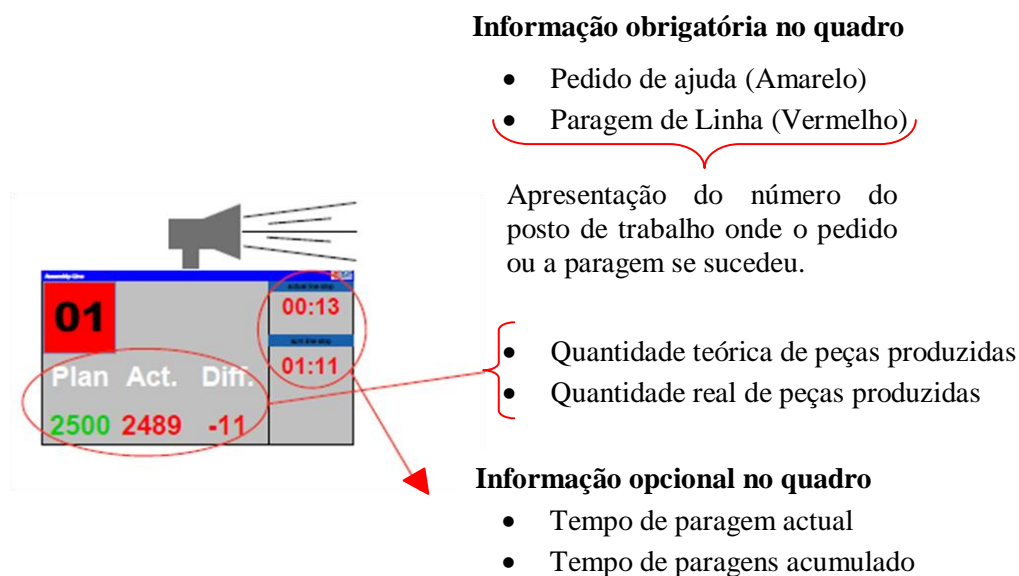 Informação obrigatória no quadro
• Pedido de ajuda (Amarelo)
• Paragem de Linha (Vermelho)
Apresentação do número do
posto de trabalho onde o pedido
ou a paragem se sucedeu.
Assembly Line
01
00:13
01:11
Plan Act. Diff.
2500 2489 -11
• Quantidade teórica de peças produzidas
• Quantidade real de peças produzidas
Informação opcional no quadro
• Tempo de paragem actual
• Tempo de paragens acumulado